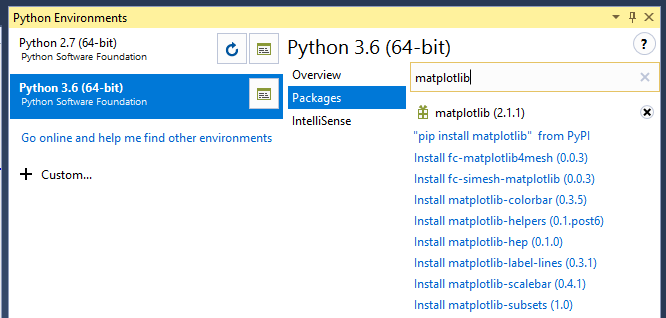 Python Environments
Python 2.7 (64-bit)
Python Software Foundation
Python 3.6 (64-bit)
Python Software Foundation
Go online and help me find other environments
+ Custom...
Python 3.6 (64-bit)
?
Overview
Packages
IntelliSense
matplotlib
matplotlib (2.1.1)
"pip install matplotlib" from PyPI
Install fc-matplotlib4mesh (0.0.3)
Install fc-simesh-matplotlib (0.0.3)
Install matplotlib-colorbar (0.3.5)
Install matplotlib-helpers (0.1.post6)
Install matplotlib-hep (0.1.0)
Install matplotlib-label-lines (0.3.1)
Install matplotlib-scalebar (0.4.1)
Install matplotlib-subsets (1.0)